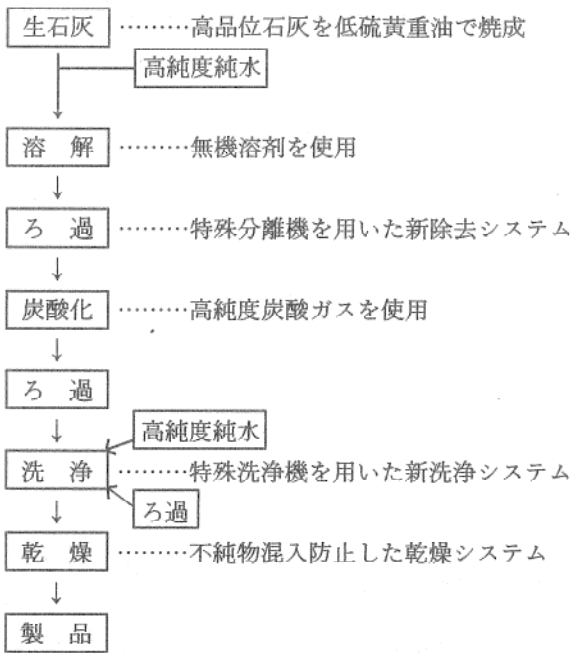 生石灰 ………高品位石灰を低硫黄重油で焼成
高純度純水
溶 解 ………無機溶剤を使用
ろ 過 ………特殊分離機を用いた新除去システム
炭酸化 ………高純度炭酸ガスを使用
ろ 過
高純度純水
洗 浄 ………特殊洗浄機を用いた新洗浄システム
ろ過
乾 燥 ………不純物混入防止した乾燥システム
製 品